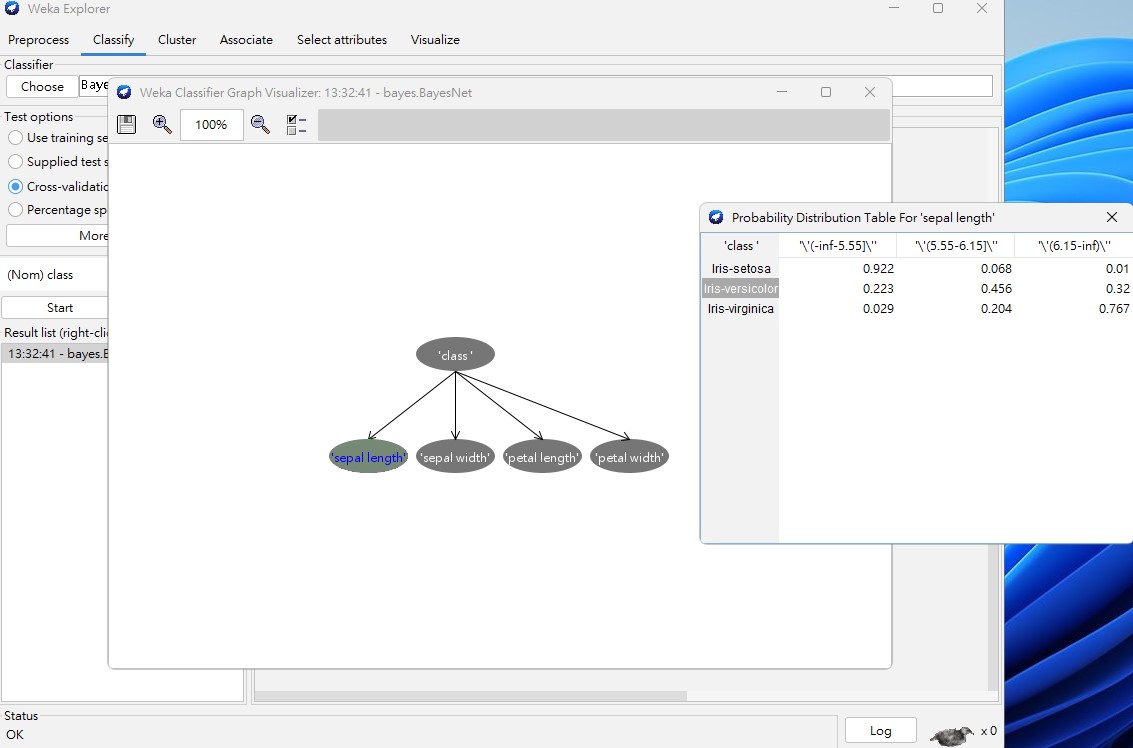 Weka Explorer
Preprocess Classify Cluster Associate Select attributes Visualize
Classifier
Choose Baye
Weka Classifier Graph Visualizer: 13:32:41 - bayes.BayesNet
100%
Test options
Use training se
Supplied test s
Cross-validatio
Percentage sp
More
(Nom) class
Start
Result list (right-clic
13:32:41 - bayes.B
'class '
'sepal length' 'sepal width' 'petal length' 'petal width'
Probability Distribution Table For 'sepal length'
'class ' '\'(-inf-5.55]\'' '\'(5.55-6.15]\'' '\'(6.15-inf)\''
Iris-setosa 0.922 0.068 0.01
Iris-versicolor 0.223 0.456 0.32
Iris-virginica 0.029 0.204 0.767
Status
OK
Log x 0